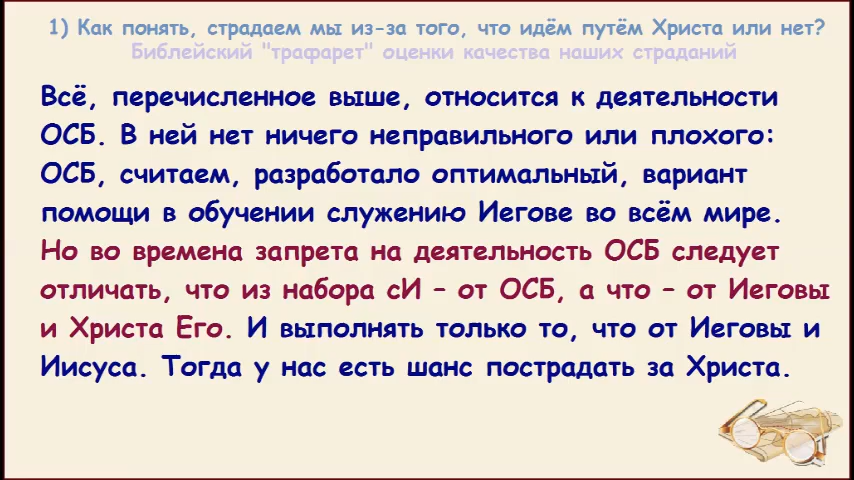 1) Как понять, страдаем мы из-за того, что идём путём Христа или нет?
Библейский "трафарет" оценки качества наших страданий
Всё, перечисленное выше, относится к деятельности
ОСБ. В ней нет ничего неправильного или плохого:
ОСБ, считаем, разработало оптимальный, вариант
помощи в обучении служению Иегове во всём мире.
Но во времена запрета на деятельность ОСБ следует
отличать, что из набора сИ – от ОСБ, а что – от Иеговы
и Христа Его. И выполнять только то, что от Иеговы и
Иисуса. Тогда у нас есть шанс пострадать за Христа.